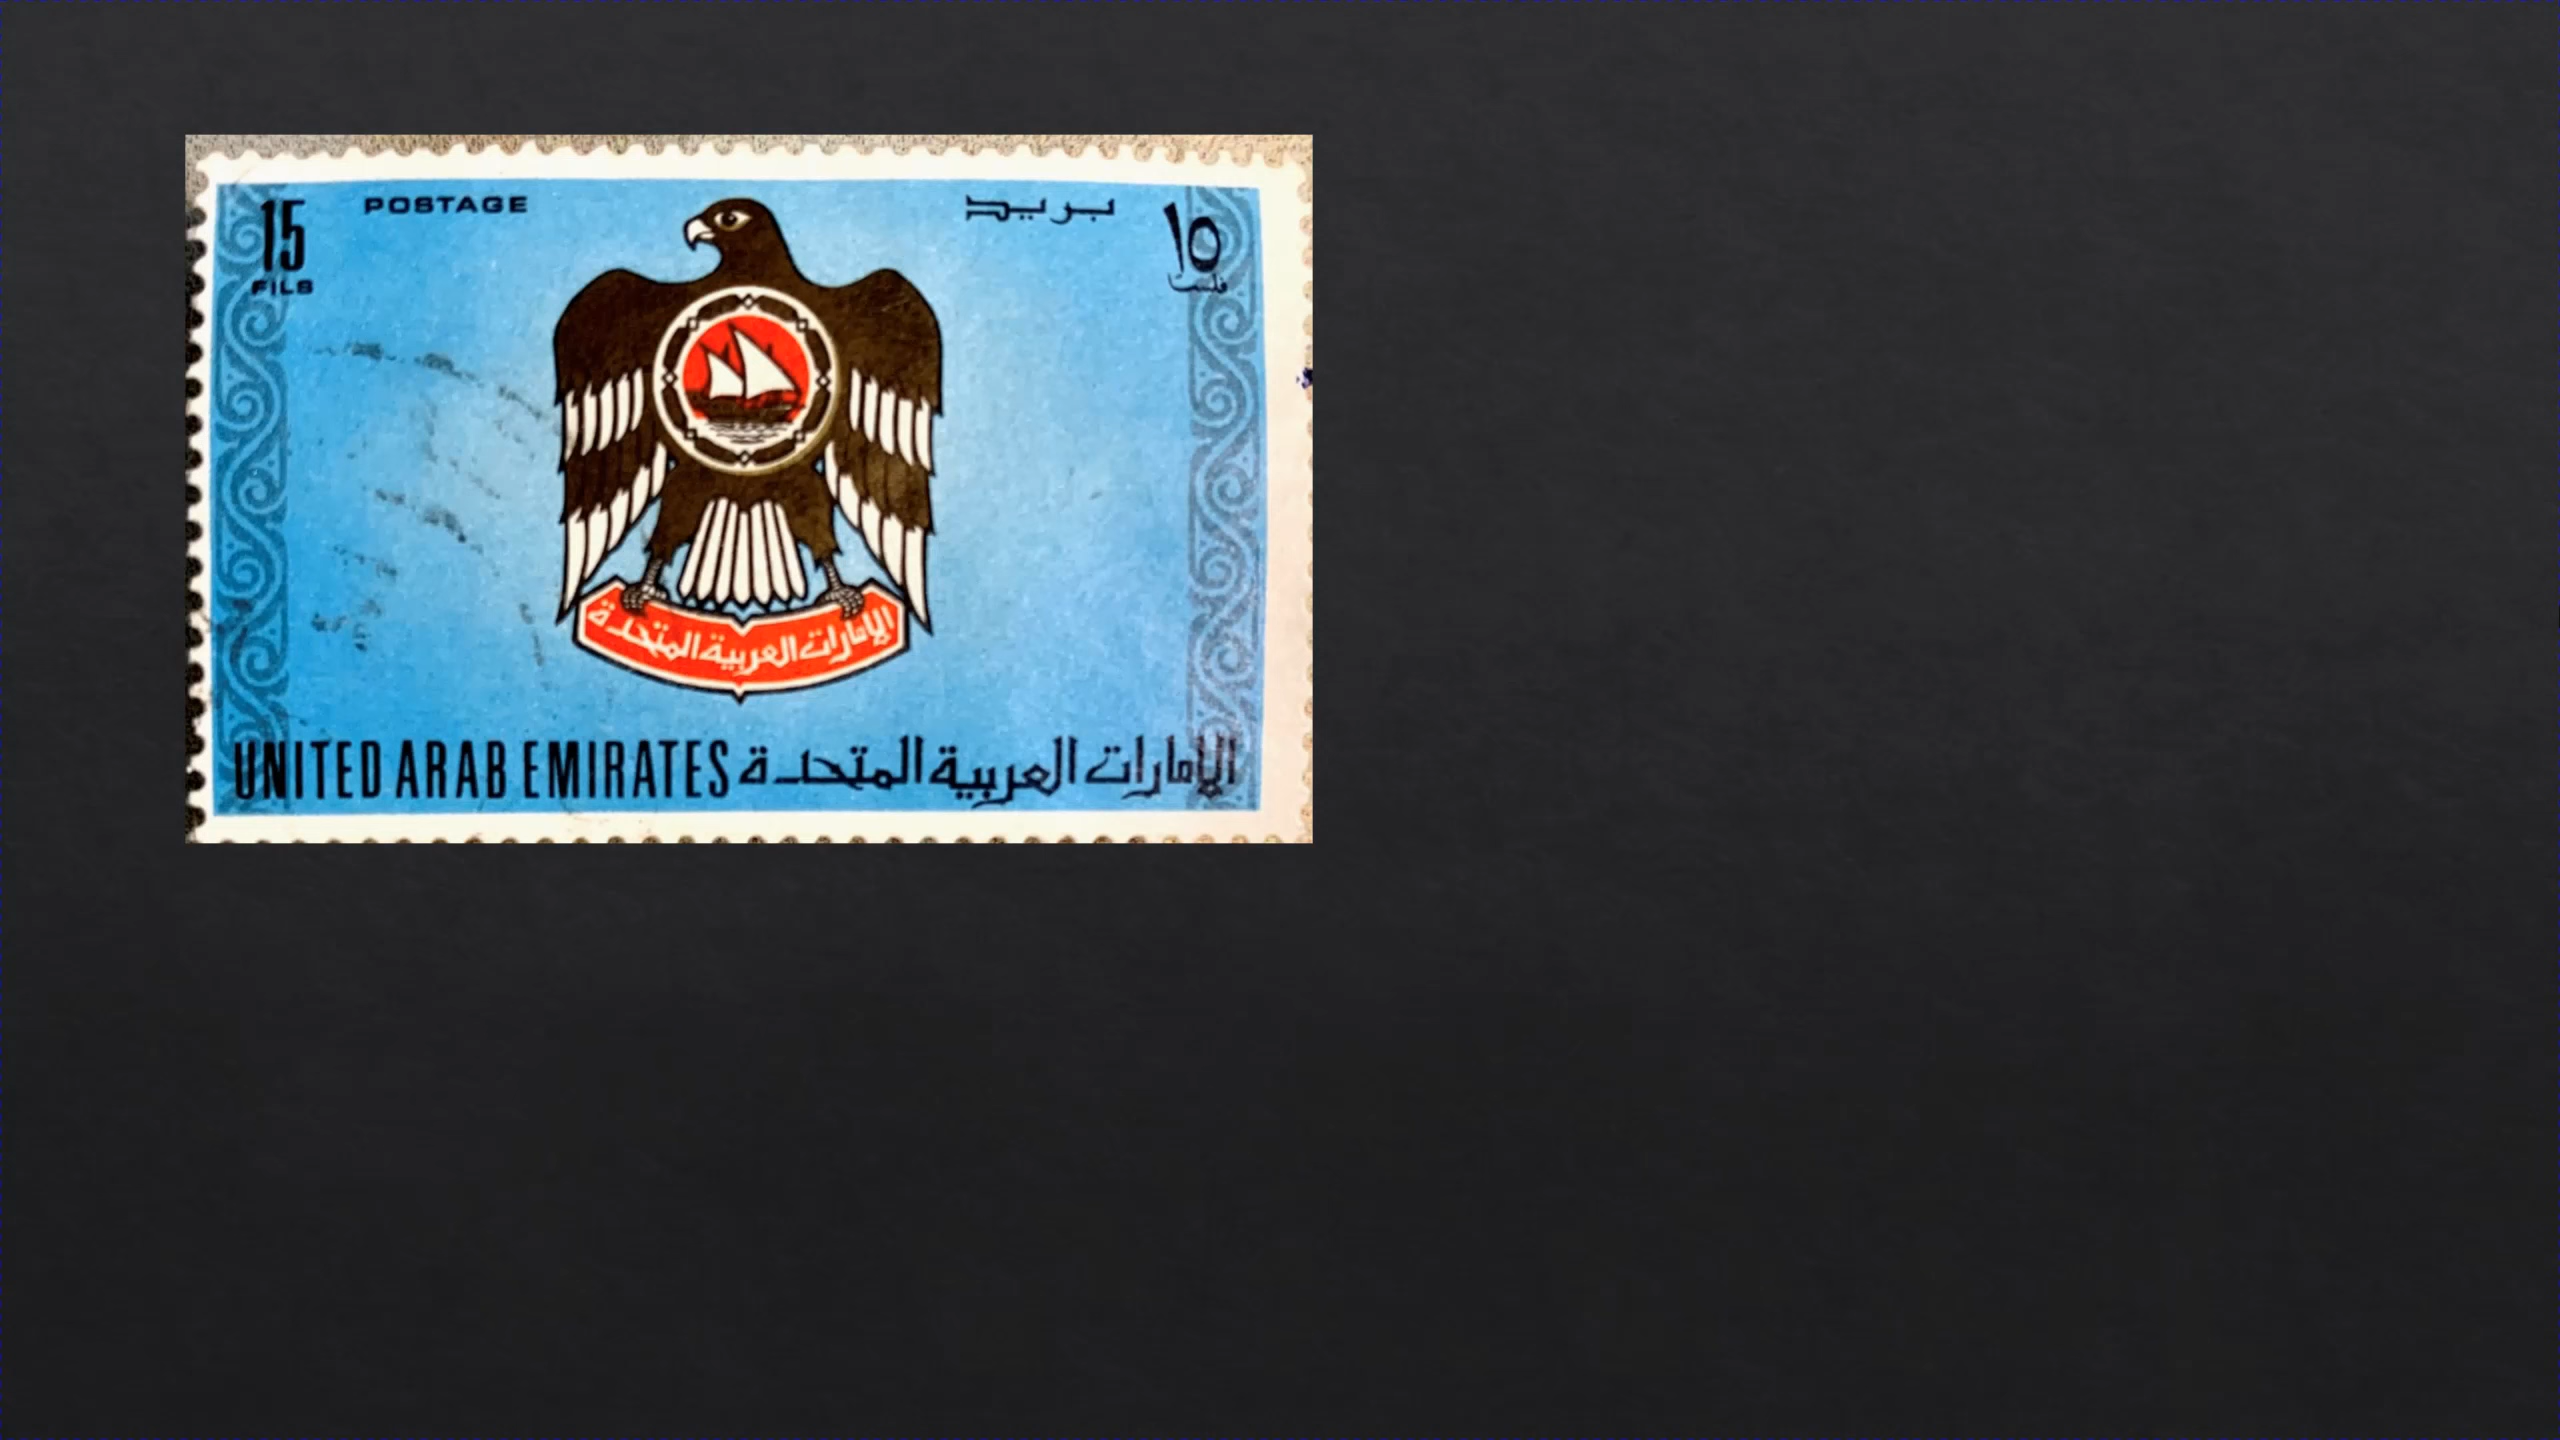 15 POSTAGE بريد ١٥
FILS فلسًا
الإمارات العربية المتحدة
UNITED ARAB EMIRATES الإمارات العربية المتحدة